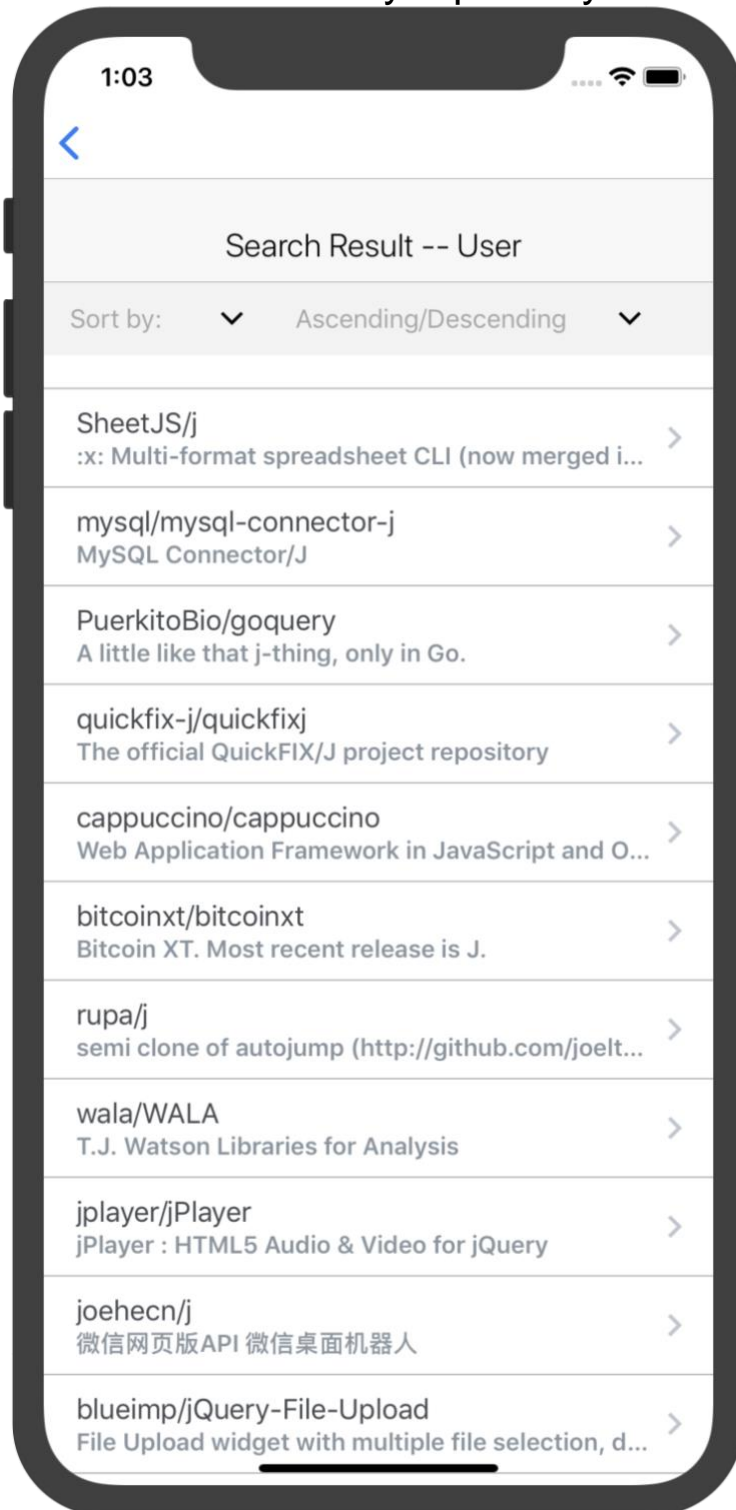 1:03
Search Result -- User
Sort by: Ascending/Descending
SheetJS/j
:x: Multi-format spreadsheet CLI (now merged i...
mysql/mysql-connector-j
MySQL Connector/J
PuerkitoBio/goquery
A little like that j-thing, only in Go.
quickfix-j/quickfixj
The official QuickFIX/J project repository
cappuccino/cappuccino
Web Application Framework in JavaScript and O...
bitcoinxt/bitcoinxt
Bitcoin XT. Most recent release is J.
rupa/j
semi clone of autojump (http://github.com/joelt...
wala/WALA
T.J. Watson Libraries for Analysis
jplayer/jPlayer
jPlayer : HTML5 Audio & Video for jQuery
joehecn/j
微信网页版API 微信桌面机器人
blueimp/jQuery-File-Upload
File Upload widget with multiple file selection, d...